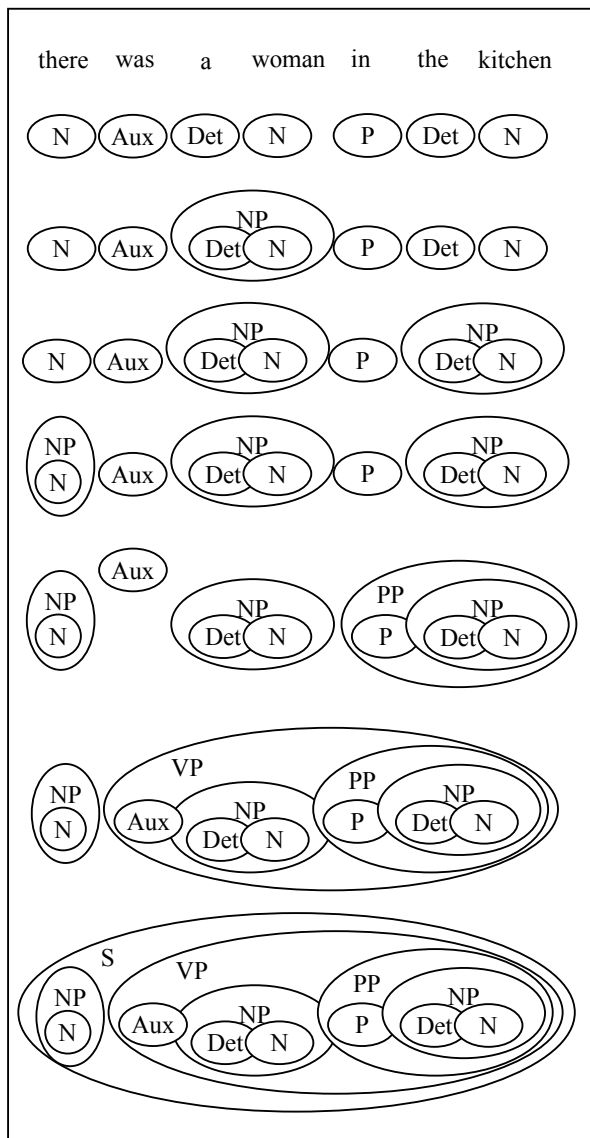 there was a woman in the kitchen
N Aux Det N P Det N
NP
N Aux Det N P Det N
NP NP
N Aux Det N P Det N
NP NP NP
N Aux Det N P Det N
Aux
NP NP PP NP
N Det N P Det N
VP PP
NP NP NP
N Aux Det N P Det N
S VP PP
NP NP NP
N Aux Det N P Det N